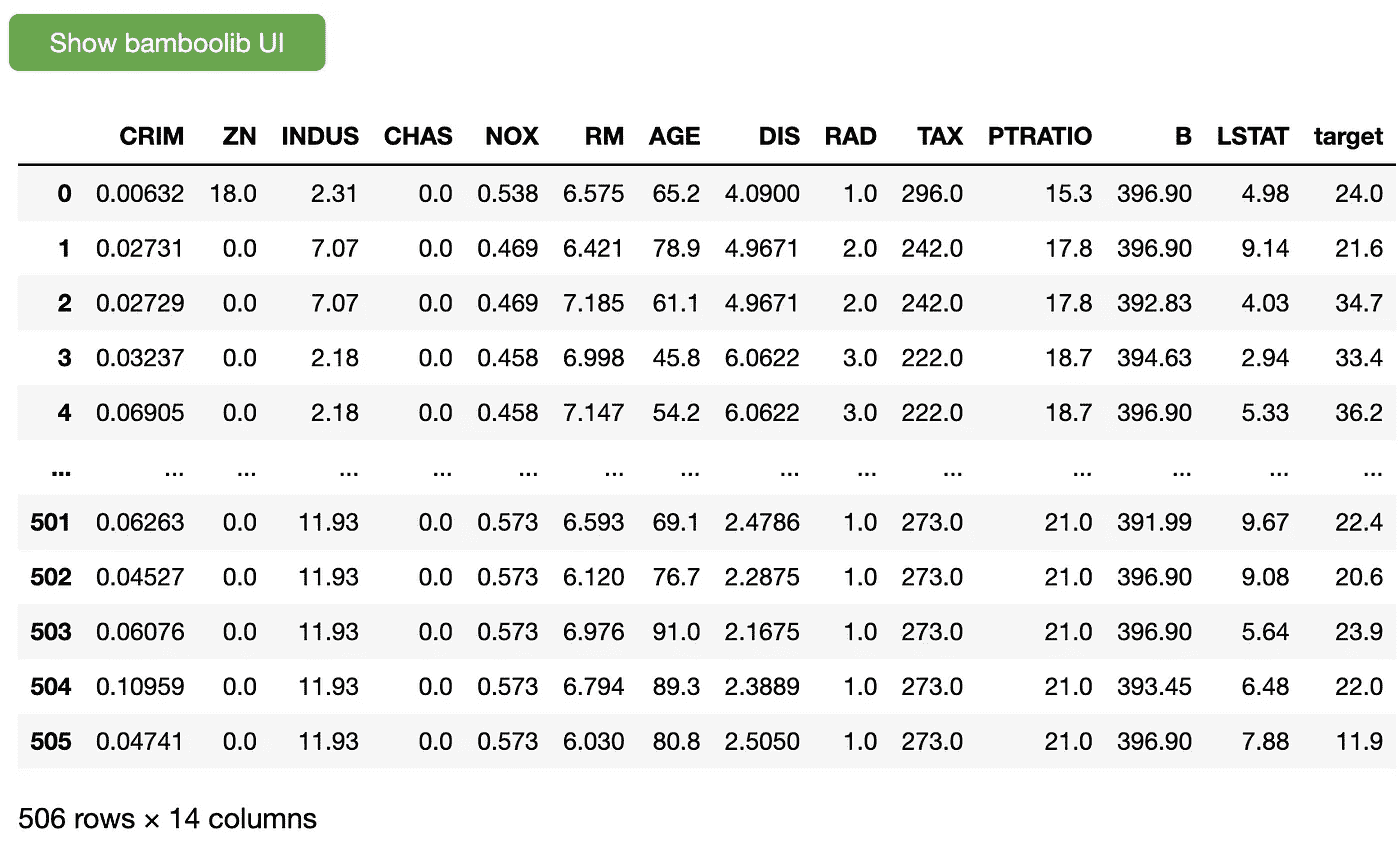 Show bamboolib UI
CRIM ZN INDUS CHAS NOX RM AGE DIS RAD TAX PTRATIO B LSTAT target
0 0.00632 18.0 2.31 0.0 0.538 6.575 65.2 4.0900 1.0 296.0 15.3 396.90 4.98 24.0
1 0.02731 0.0 7.07 0.0 0.469 6.421 78.9 4.9671 2.0 242.0 17.8 396.90 9.14 21.6
2 0.02729 0.0 7.07 0.0 0.469 7.185 61.1 4.9671 2.0 242.0 17.8 392.83 4.03 34.7
3 0.03237 0.0 2.18 0.0 0.458 6.998 45.8 6.0622 3.0 222.0 18.7 394.63 2.94 33.4
4 0.06905 0.0 2.18 0.0 0.458 7.147 54.2 6.0622 3.0 222.0 18.7 396.90 5.33 36.2
... ... ... ... ... ... ... ... ... ... ... ... ... ... ...
501 0.06263 0.0 11.93 0.0 0.573 6.593 69.1 2.4786 1.0 273.0 21.0 391.99 9.67 22.4
502 0.04527 0.0 11.93 0.0 0.573 6.120 76.7 2.2875 1.0 273.0 21.0 396.90 9.08 20.6
503 0.06076 0.0 11.93 0.0 0.573 6.976 91.0 2.1675 1.0 273.0 21.0 396.90 5.64 23.9
504 0.10959 0.0 11.93 0.0 0.573 6.794 89.3 2.3889 1.0 273.0 21.0 393.45 6.48 22.0
505 0.04741 0.0 11.93 0.0 0.573 6.030 80.8 2.5050 1.0 273.0 21.0 396.90 7.88 11.9
506 rows × 14 columns